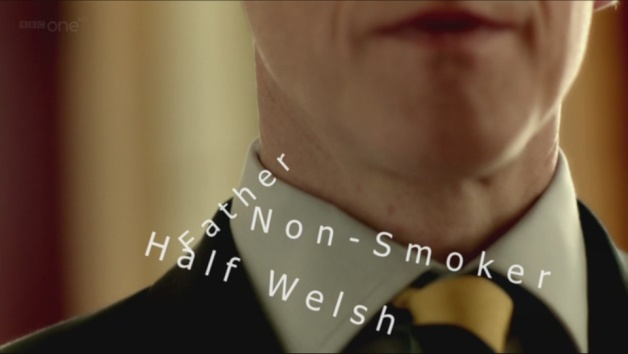 BBC one
Father
Non-Smoker
Half Welsh